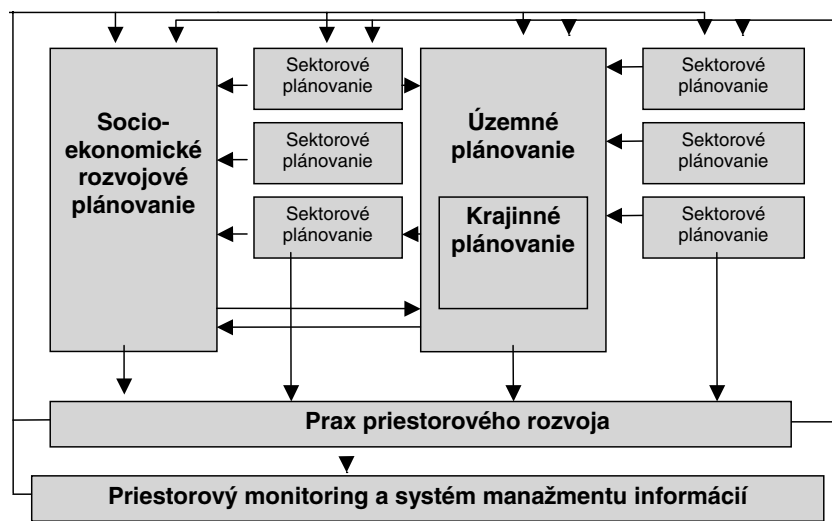 Socio-
ekonomické
rozvojové
plánovanie
Sektorové
plánovanie
Sektorové
plánovanie
Sektorové
plánovanie
Územné
plánovanie
Krajinné
plánovanie
Sektorové
plánovanie
Sektorové
plánovanie
Sektorové
plánovanie
Prax priestorového rozvoja
Priestorový monitoring a systém manažmentu informácií